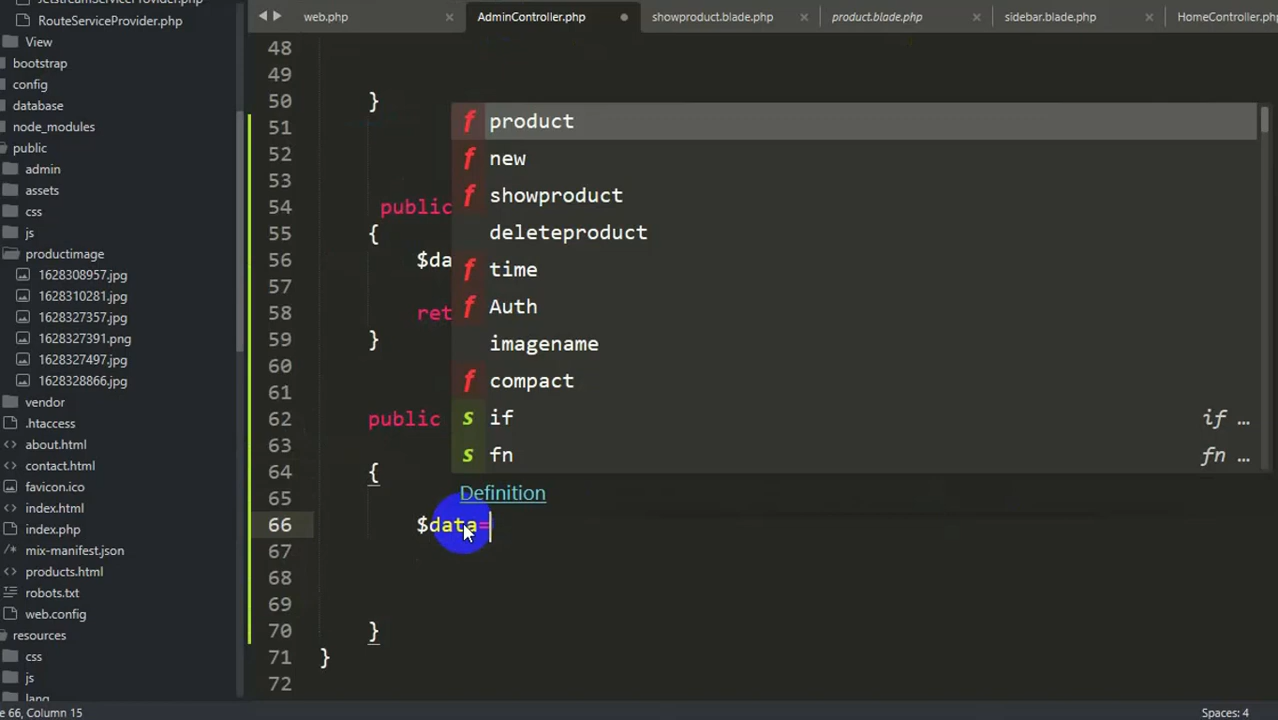 JetstreamServiceProvider.php
RouteServiceProvider.php
View
bootstrap
config
database
node_modules
public
admin
assets
css
js
productimage
1628308957.jpg
1628310281.jpg
1628327357.jpg
1628327391.png
1628327497.jpg
1628328866.jpg
vendor
.htaccess
about.html
contact.html
favicon.ico
index.html
index.php
mix-manifest.json
products.html
robots.txt
web.config
resources
css
js
lang
web.php
AdminController.php
showproduct.blade.php
product.blade.php
sidebar.blade.php
HomeController.php
48
49
50 }
51
52
53
54 public
55 {
56 $da
57
58 ret
59 }
60
61
62 public
63
64 {
65
66 $data=
67
68
69
70 }
71 }
72
f product
f new
f showproduct
deleteproduct
f time
f Auth
imagename
f compact
s if if …
s fn fn …
Definition
e 66, Column 15
Spaces: 4